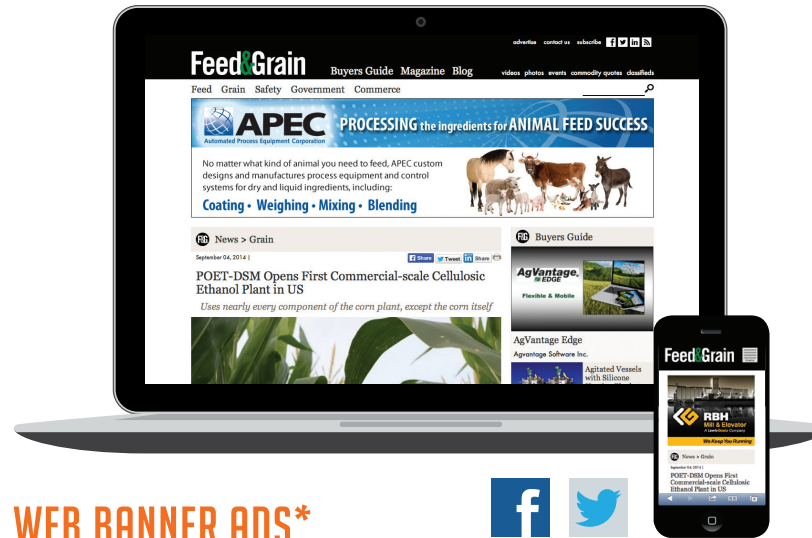 advertise contact us subscribe f in
Feed&Grain Buyers Guide Magazine Blog videos photos events commodity quotes classifieds
Feed Grain Safety Government Commerce
APEC
Automated Process Equipment Corporation
PROCESSING the ingredients for ANIMAL FEED SUCCESS
No matter what kind of animal you need to feed, APEC custom
designs and manufactures process equipment and control
systems for dry and liquid ingredients, including:
Coating • Weighing • Mixing • Blending
FG News > Grain
September 04, 2014 | f Share Tweet in Share
POET-DSM Opens First Commercial-scale Cellulosic
Ethanol Plant in US
Uses nearly every component of the corn plant, except the corn itself
FG Buyers Guide
AgVantage
EDGE
Flexible & Mobile
AgVantage Edge
Agvantage Software Inc.
Agitated Vessels
with Silicone
Feed&Grain
RBH
Mill & Elevator
A LewisGoetz Company
We Keep You Running
FG News > Grain
September 04, 2014 |
POET-DSM Opens First
Commercial-scale Cellulosic
Ethanol Plant in US
WEB BANNER ADS*
f